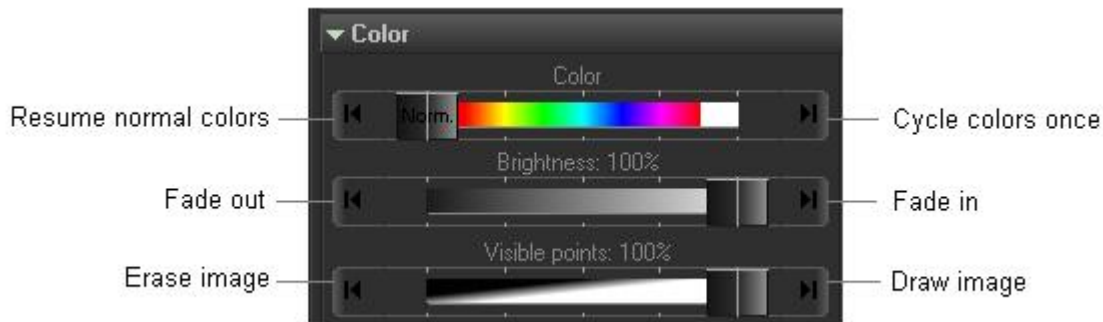 Color
Color
Resume normal colors
Norm.
Cycle colors once
Brightness: 100%
Fade out
Fade in
Visible points: 100%
Erase image
Draw image